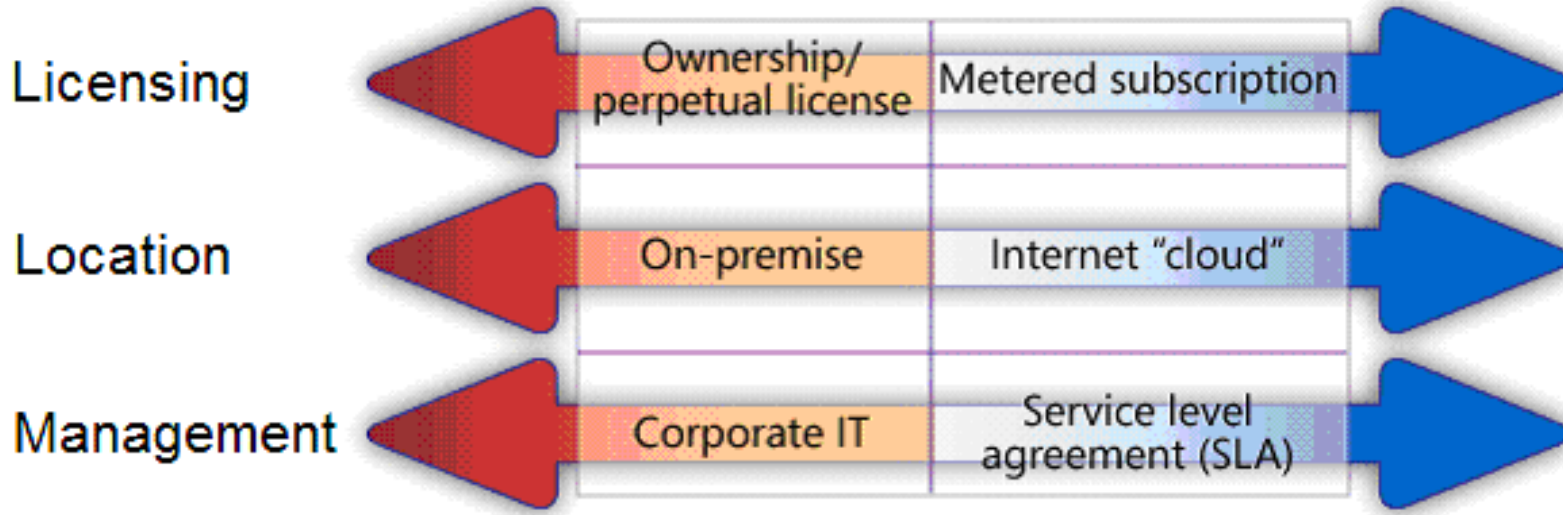 Licensing
Ownership/
perpetual license
Metered subscription
Location
On-premise
Internet “cloud”
Management
Corporate IT
Service level
agreement (SLA)